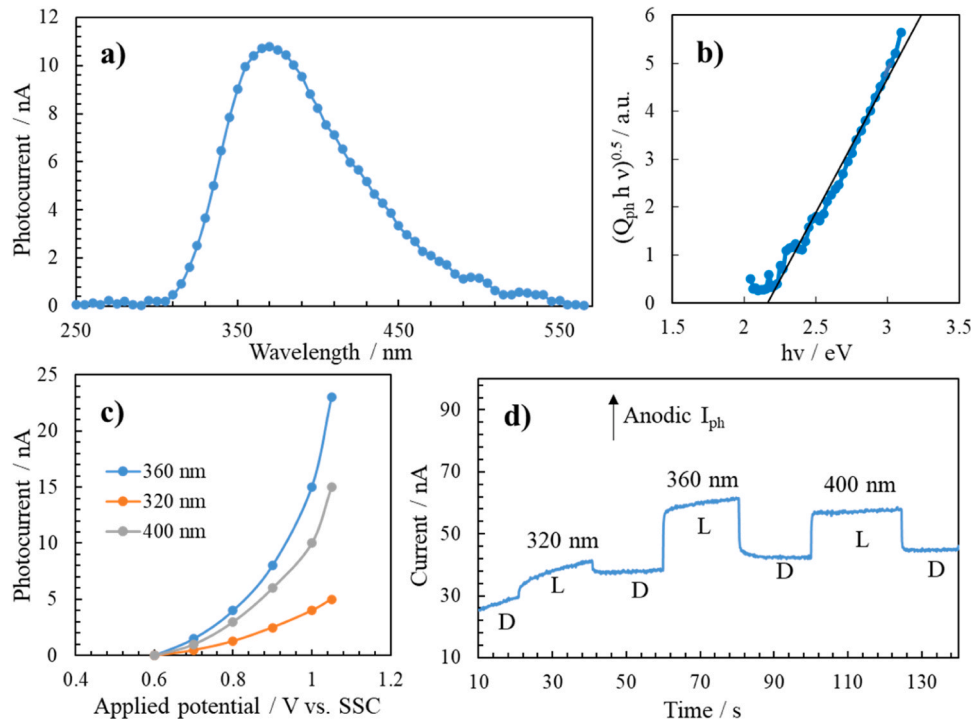 a)
Photocurrent / nA
12
10
8
6
4
2
0
250
350
450
550
Wavelength / nm
b)
(Qph h ν)0.5 / a.u.
6
5
4
3
2
1
0
1.5
2
2.5
3
3.5
hν / eV
c)
Photocurrent / nA
25
20
15
10
5
0
360 nm
320 nm
400 nm
0.4
0.6
0.8
1
1.2
Applied potential / V vs. SSC
d)
Anodic Iph
Current / nA
90
70
50
30
10
320 nm
360 nm
400 nm
D
L
D
L
D
L
D
10
30
50
70
90
110
130
Time / s